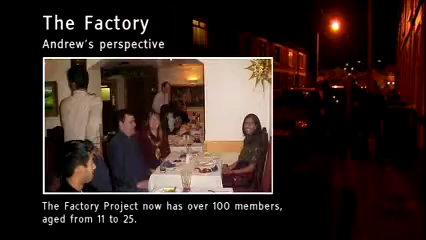 The Factory
Andrew's perspective
The Factory Project now has over 100 members,
aged from 11 to 25.